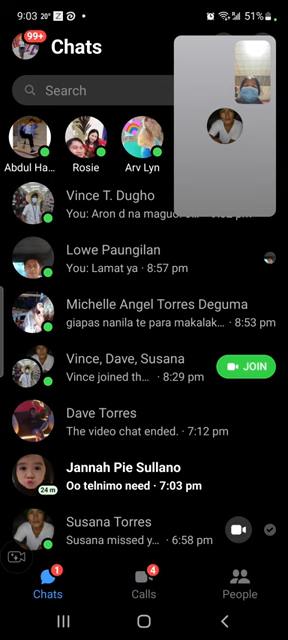 9:03 20° Z 51%
99+
Chats
Search
Abdul Ha... Rosie Arv Lyn
Vince T. Dugho
You: Aron d na maguol
Lowe Paungilan
You: Lamat ya · 8:57 pm
Michelle Angel Torres Deguma
giapas nanila te para makalak... · 8:53 pm
Vince, Dave, Susana
Vince joined th... · 8:29 pm
JOIN
Dave Torres
The video chat ended. · 7:12 pm
Jannah Pie Sullano
Oo telnimo need · 7:03 pm
24 m
Susana Torres
Susana missed y... · 6:58 pm
1
4
Chats Calls People